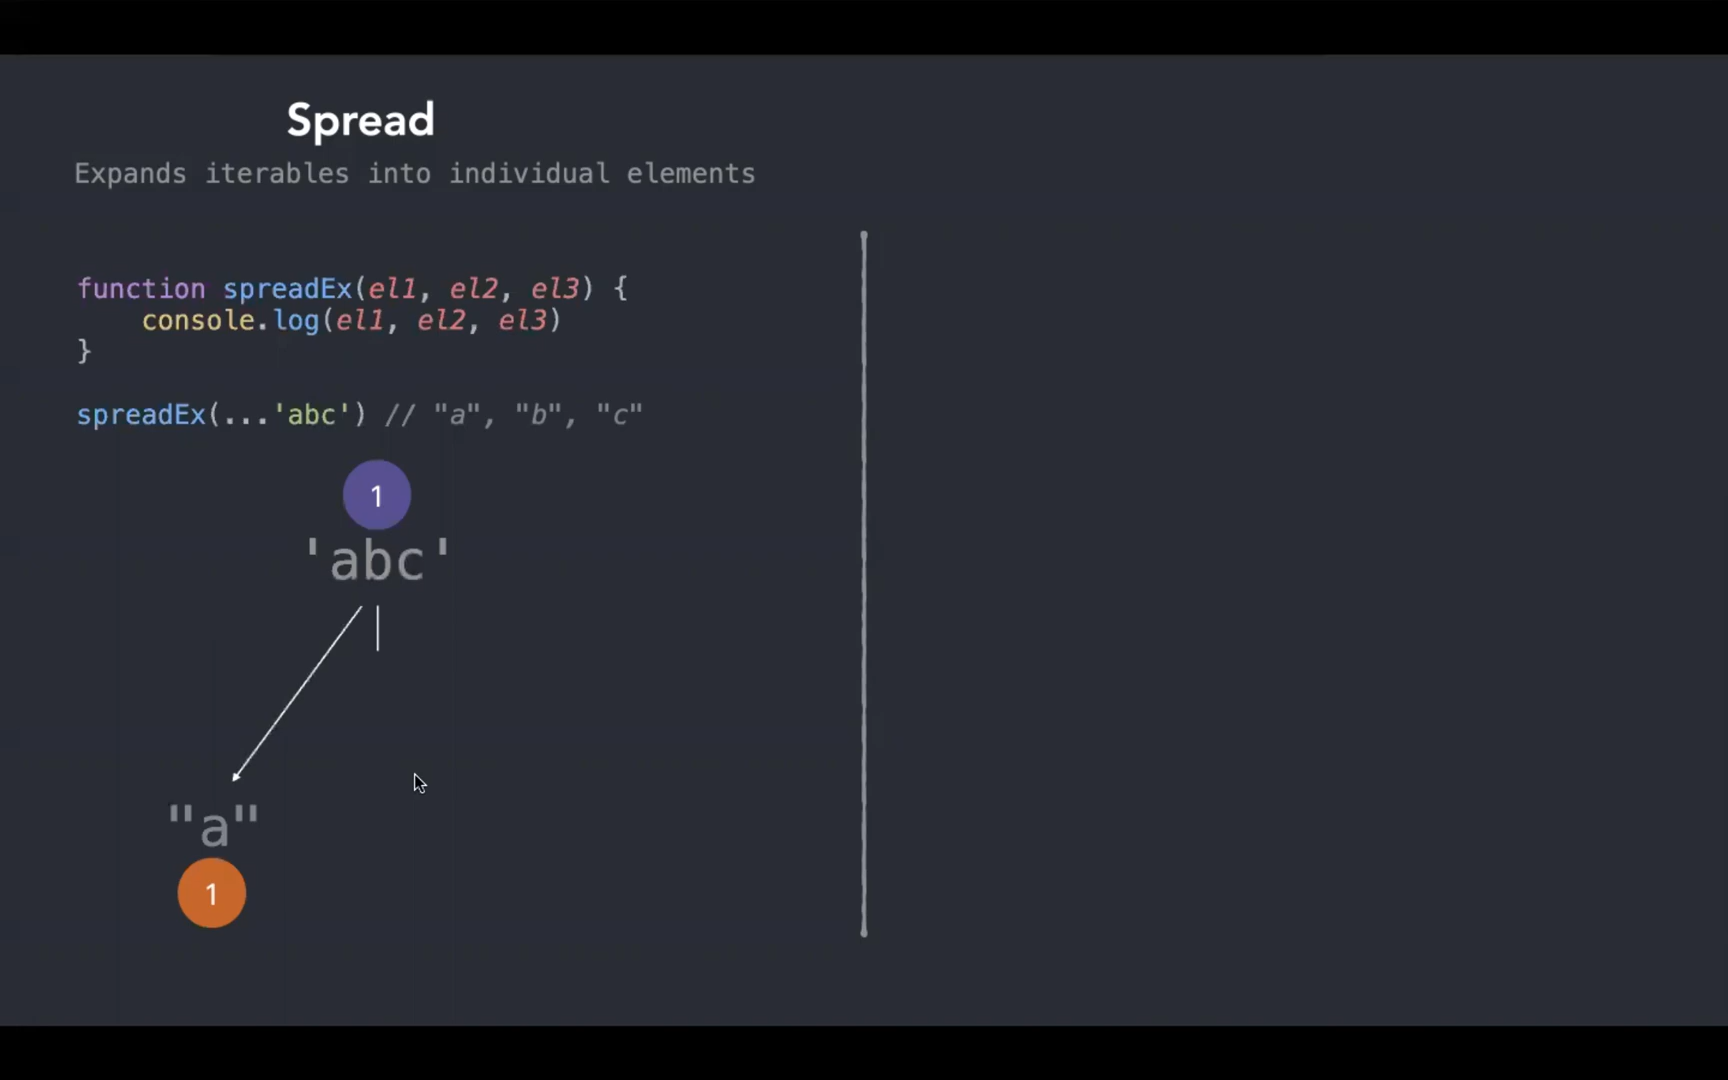 Spread
Expands iterables into individual elements
function spreadEx(el1, el2, el3) {
    console.log(el1, el2, el3)
}
spreadEx(...'abc') // "a", "b", "c"
1
'abc'
"a"
1